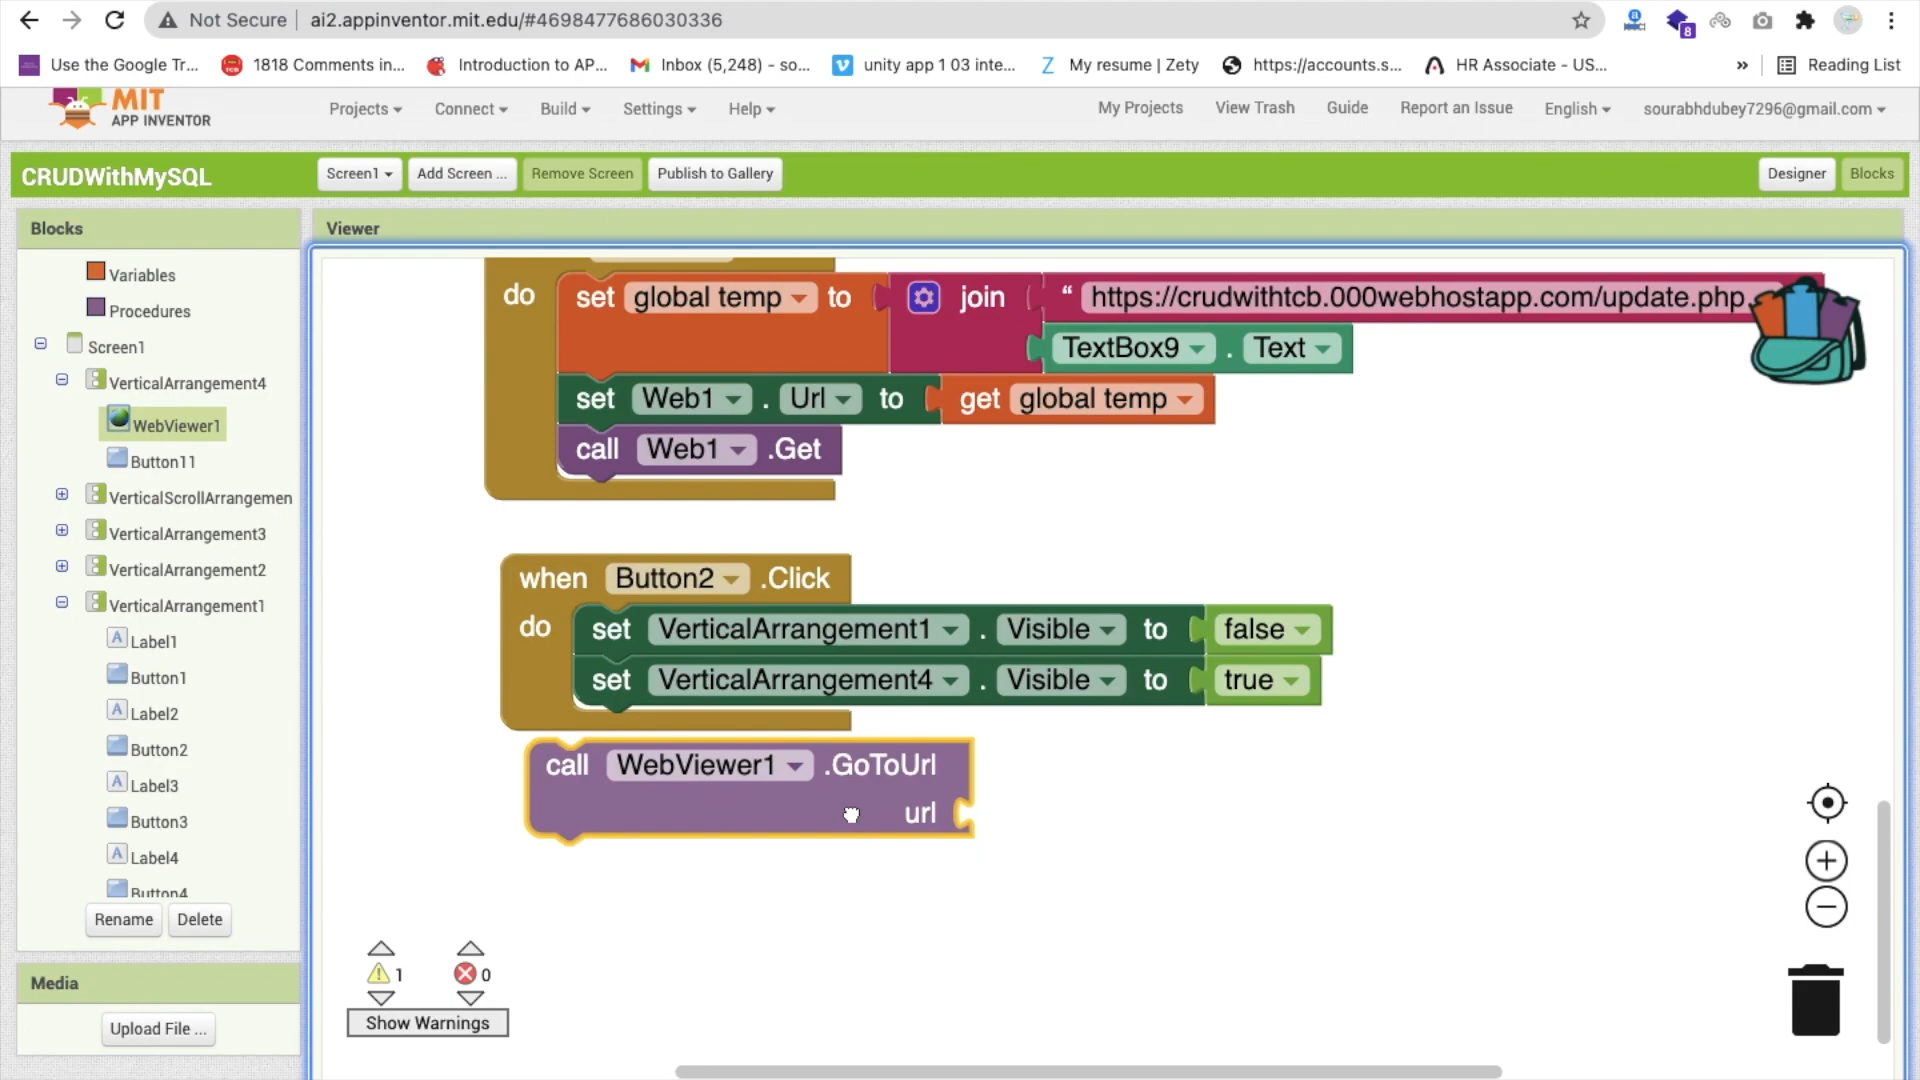 Not Secure
ai2.appinventor.mit.edu/#4698477686030336
8
Use the Google Tr...
1818 Comments in...
Introduction to AP...
Inbox (5,248) – so...
unity app 1 03 inte...
My resume | Zety
https://accounts.s...
HR Associate - US...
»
Reading List
MIT
APP INVENTOR
Projects
Connect
Build
Settings
Help
My Projects
View Trash
Guide
Report an Issue
English
sourabhdubey7296@gmail.com
CRUDWithMySQL
Screen1
Add Screen ...
Remove Screen
Publish to Gallery
Designer
Blocks
Blocks
Viewer
Variables
Procedures
Screen1
VerticalArrangement4
WebViewer1
Button11
VerticalScrollArrangemen
VerticalArrangement3
VerticalArrangement2
VerticalArrangement1
A Label1
Button1
A Label2
Button2
A Label3
Button3
A Label4
Button4
Rename
Delete
Media
Upload File ...
do set global temp to join “ https://crudwithtcb.000webhostapp.com/update.php
TextBox9 . Text
set Web1 . Url to get global temp
call Web1 .Get
when Button2 .Click
do set VerticalArrangement1 . Visible to false
set VerticalArrangement4 . Visible to true
call WebViewer1 .GoToUrl
url
1
0
Show Warnings